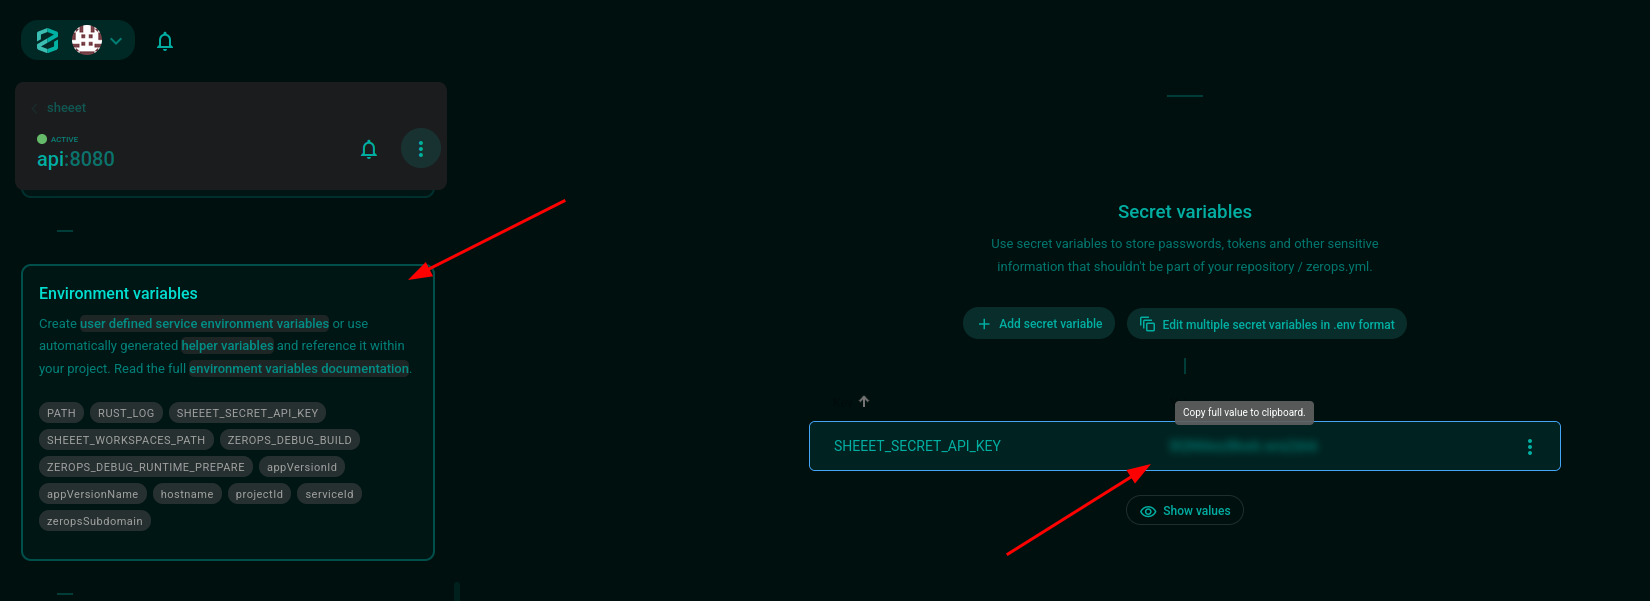 sheeet
ACTIVE
api:8080
Environment variables
Create user defined service environment variables or use
automatically generated helper variables and reference it within
your project. Read the full environment variables documentation.
PATH RUST_LOG SHEEET_SECRET_API_KEY
SHEEET_WORKSPACES_PATH ZEROPS_DEBUG_BUILD
ZEROPS_DEBUG_RUNTIME_PREPARE appVersionId
appVersionName hostname projectId serviceId
zeropsSubdomain
Secret variables
Use secret variables to store passwords, tokens and other sensitive
information that shouldn't be part of your repository / zerops.yml.
Add secret variable Edit multiple secret variables in .env format
Copy full value to clipboard.
SHEEET_SECRET_API_KEY
Show values